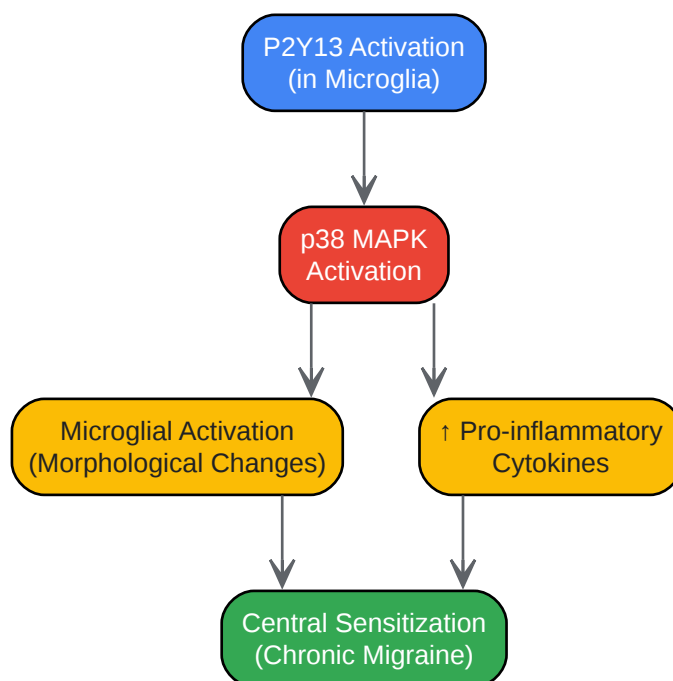 P2Y13 Activation
(in Microglia)
p38 MAPK
Activation
Microglial Activation
(Morphological Changes)
↑ Pro-inflammatory
Cytokines
Central Sensitization
(Chronic Migraine)